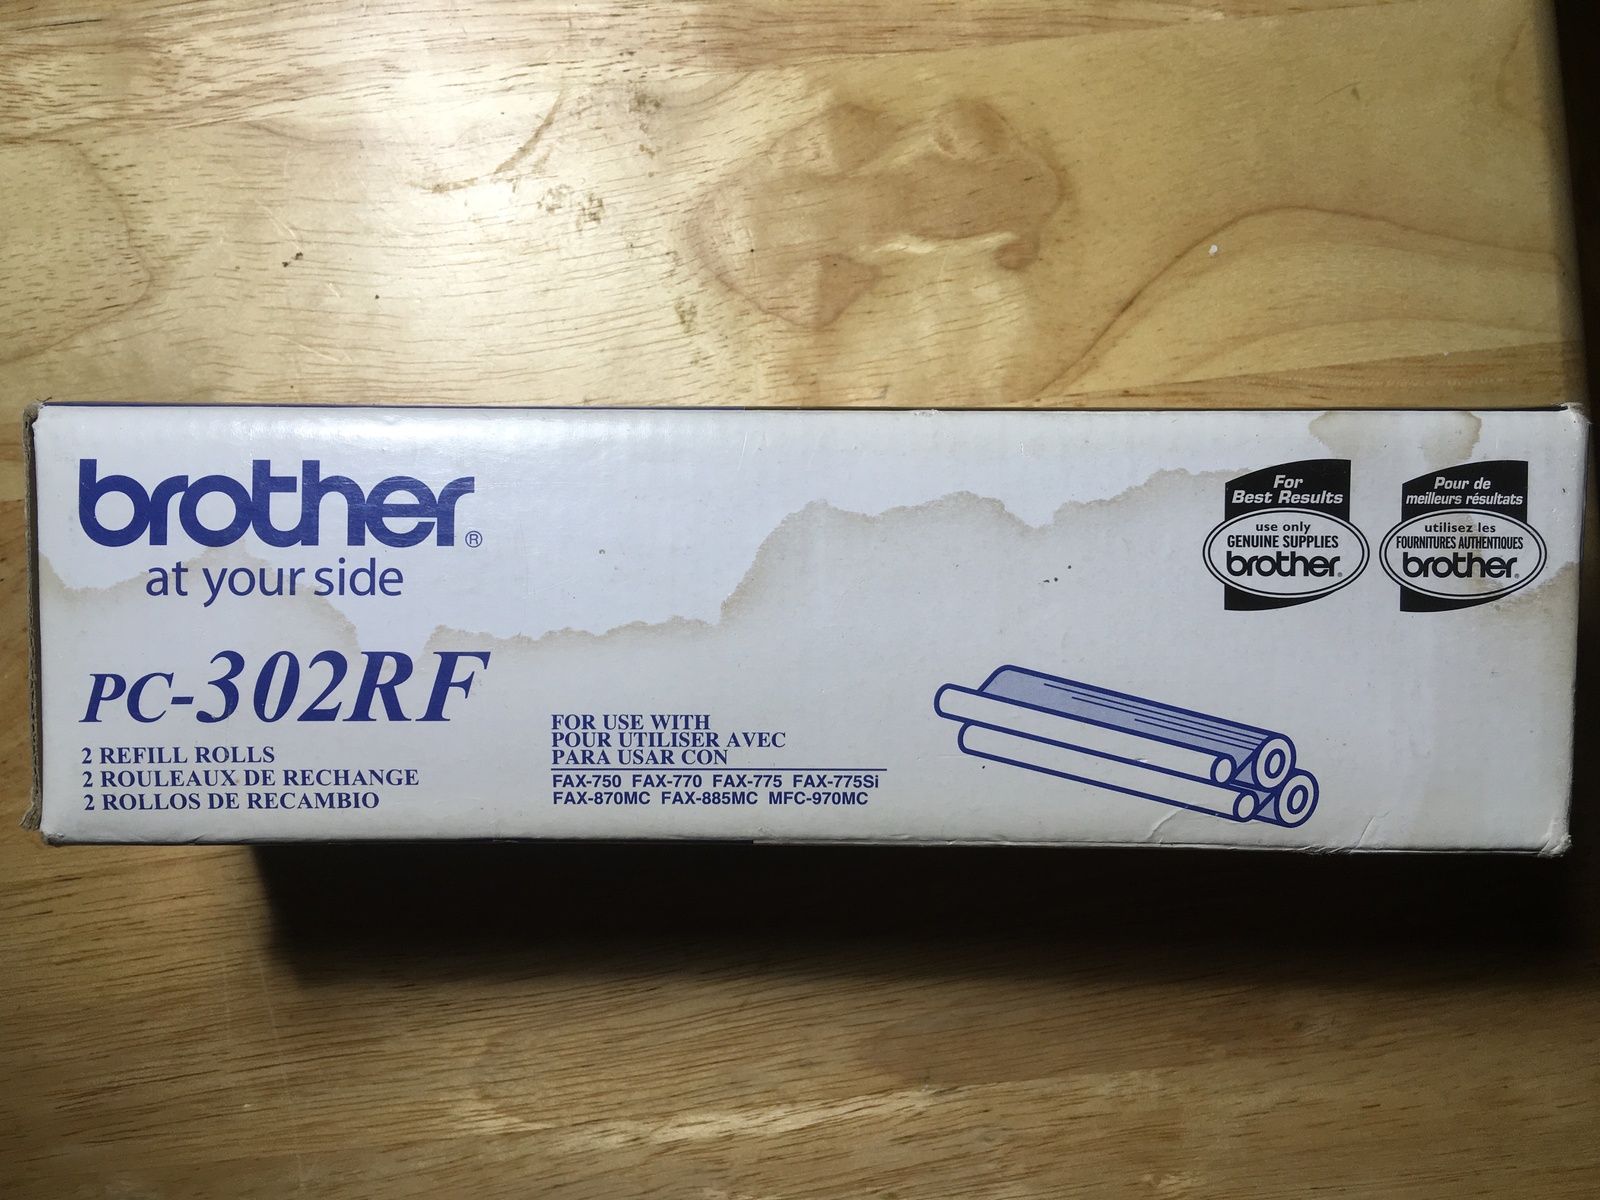 brother®
at your side
PC-302RF
2 REFILL ROLLS
2 ROULEAUX DE RECHANGE
2 ROLLOS DE RECAMBIO
FOR USE WITH
POUR UTILISER AVEC
PARA USAR CON
FAX-750 FAX-770 FAX-775 FAX-775Si
FAX-870MC FAX-885MC MFC-970MC
For
Best Results
use only
GENUINE SUPPLIES
brother®
Pour de
meilleurs résultats
utilisez les
FOURNITURES AUTHENTIQUES
brother®